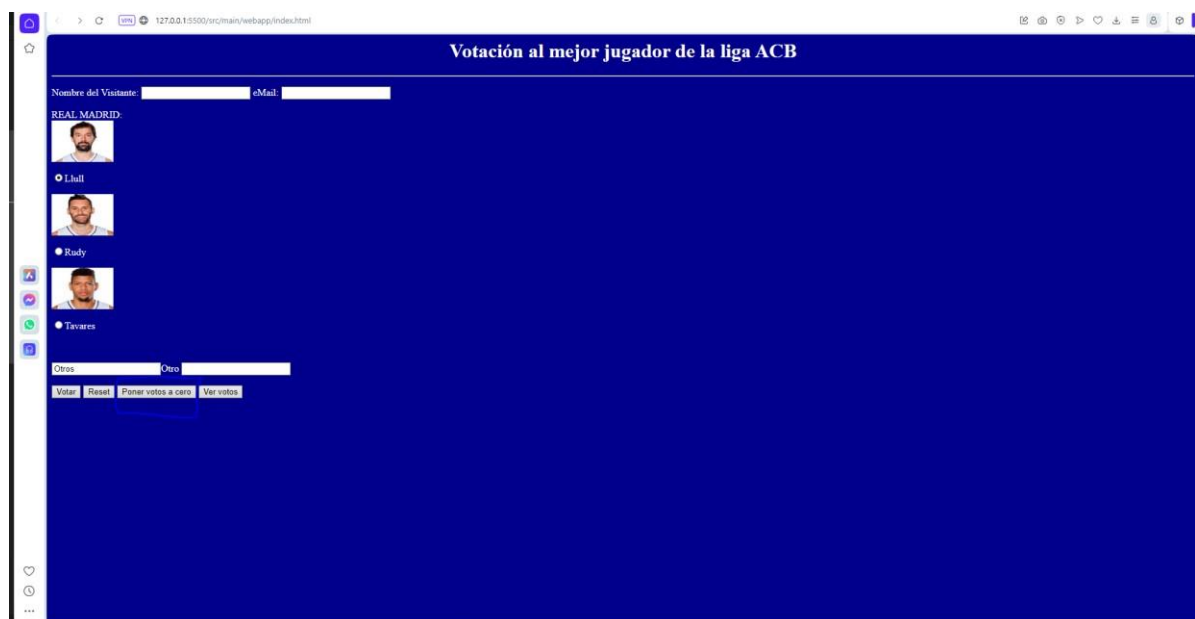 VPN 127.0.0.1:5500/src/main/webapp/index.html
Votación al mejor jugador de la liga ACB
Nombre del Visitante: eMail:
REAL MADRID:
Llull
Rudy
Tavares
Otros Otro
Votar Reset Poner votos a cero Ver votos